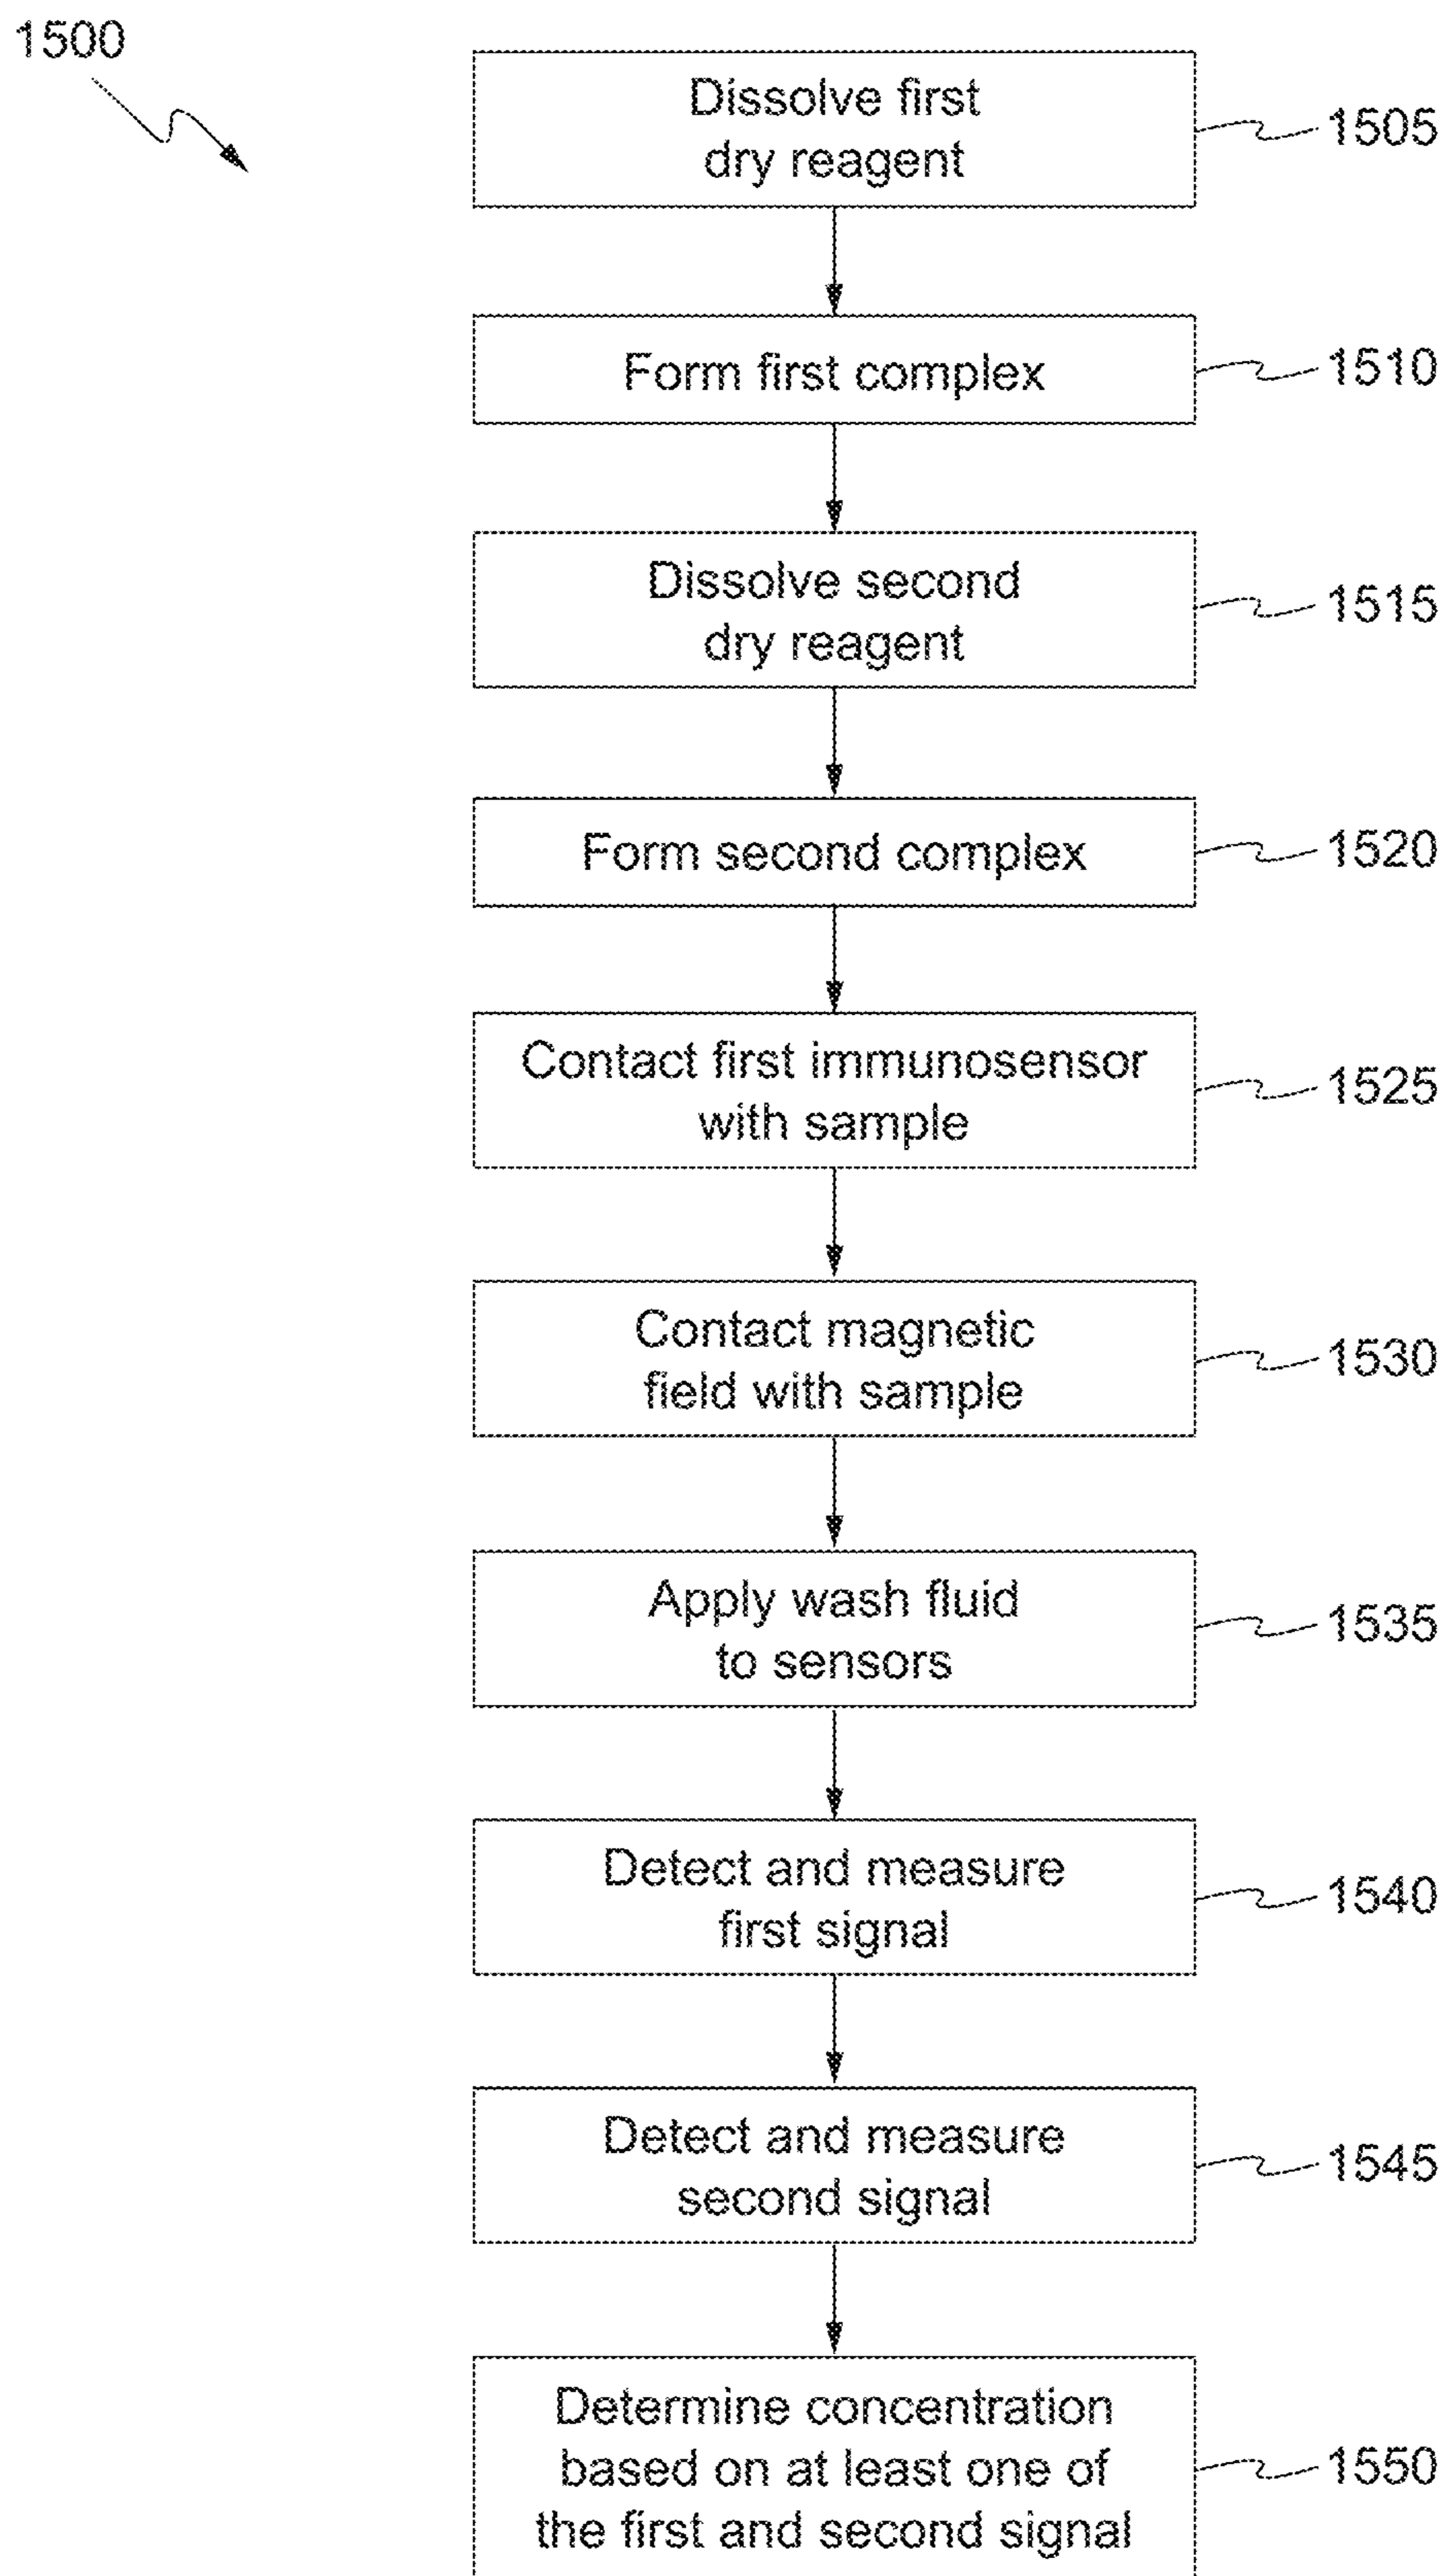 1500
Dissolve first
dry reagent
1505
Form first complex
1510
Dissolve second
dry reagent
1515
Form second complex
1520
Contact first immunosensor
with sample
1525
Contact magnetic
field with sample
1530
Apply wash fluid
to sensors
1535
Detect and measure
first signal
1540
Detect and measure
second signal
1545
Determine concentration
based on at least one of
the first and second signal
1550